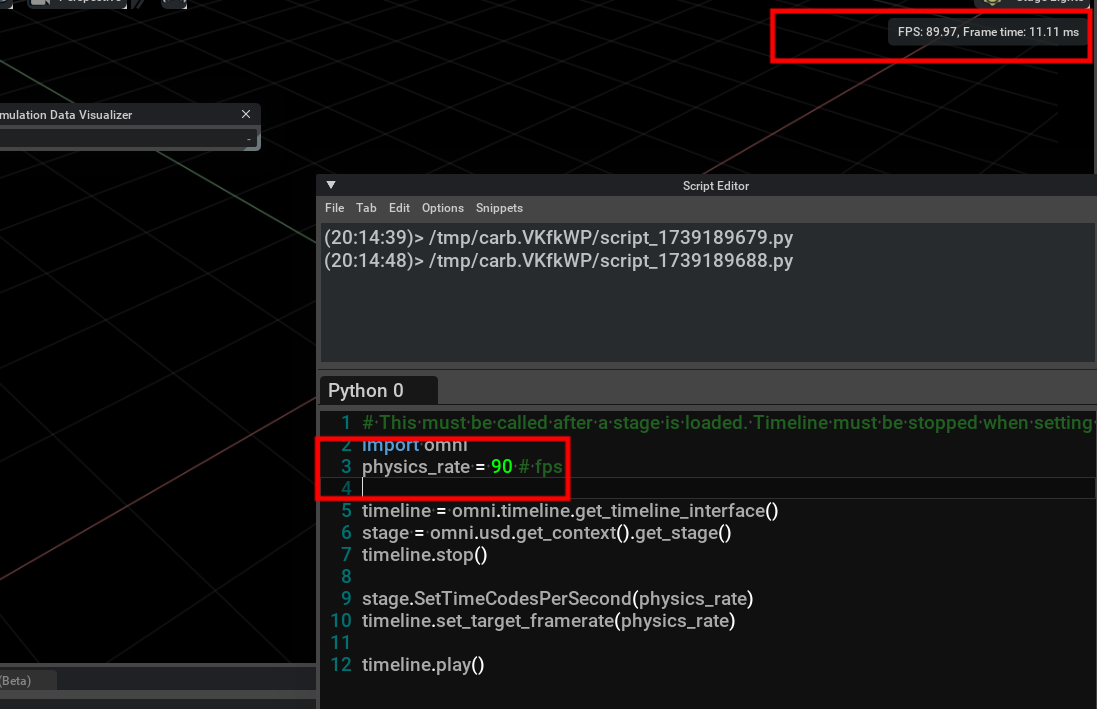 Perspective
Stage Lights
FPS: 89.97, Frame time: 11.11 ms
mulation Data Visualizer
-
Script Editor
File Tab Edit Options Snippets
(20:14:39)> /tmp/carb.VKfkWP/script_1739189679.py
(20:14:48)> /tmp/carb.VKfkWP/script_1739189688.py
Python 0
1 # This must be called after a stage is loaded. Timeline must be stopped when setting
2 import omni
3 physics_rate = 90 # fps
4
5 timeline = omni.timeline.get_timeline_interface()
6 stage = omni.usd.get_context().get_stage()
7 timeline.stop()
8
9 stage.SetTimeCodesPerSecond(physics_rate)
10 timeline.set_target_framerate(physics_rate)
11
12 timeline.play()
(Beta)